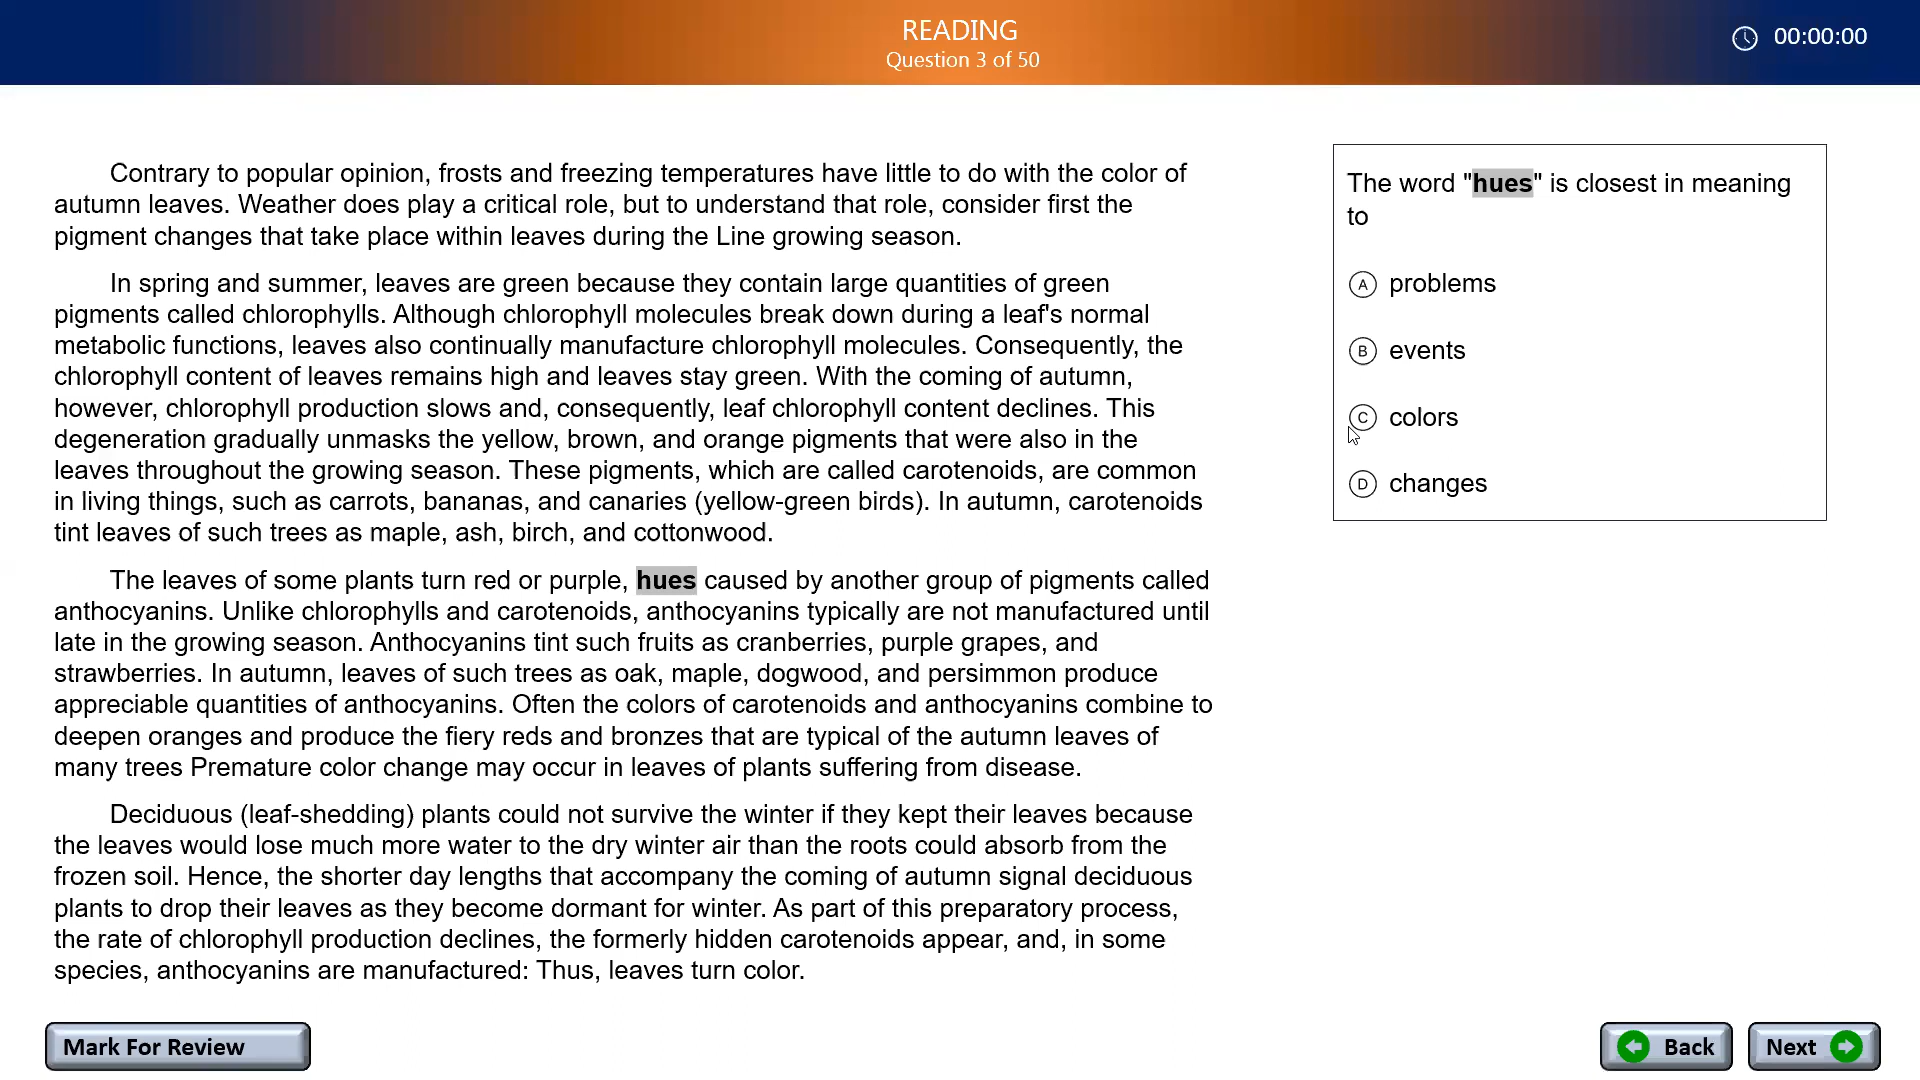 READING
Question 3 of 50
00:00:00
Contrary to popular opinion, frosts and freezing temperatures have little to do with the color of
autumn leaves. Weather does play a critical role, but to understand that role, consider first the
pigment changes that take place within leaves during the Line growing season.
In spring and summer, leaves are green because they contain large quantities of green
pigments called chlorophylls. Although chlorophyll molecules break down during a leaf's normal
metabolic functions, leaves also continually manufacture chlorophyll molecules. Consequently, the
chlorophyll content of leaves remains high and leaves stay green. With the coming of autumn,
however, chlorophyll production slows and, consequently, leaf chlorophyll content declines. This
degeneration gradually unmasks the yellow, brown, and orange pigments that were also in the
leaves throughout the growing season. These pigments, which are called carotenoids, are common
in living things, such as carrots, bananas, and canaries (yellow-green birds). In autumn, carotenoids
tint leaves of such trees as maple, ash, birch, and cottonwood.
The leaves of some plants turn red or purple, hues caused by another group of pigments called
anthocyanins. Unlike chlorophylls and carotenoids, anthocyanins typically are not manufactured until
late in the growing season. Anthocyanins tint such fruits as cranberries, purple grapes, and
strawberries. In autumn, leaves of such trees as oak, maple, dogwood, and persimmon produce
appreciable quantities of anthocyanins. Often the colors of carotenoids and anthocyanins combine to
deepen oranges and produce the fiery reds and bronzes that are typical of the autumn leaves of
many trees Premature color change may occur in leaves of plants suffering from disease.
Deciduous (leaf-shedding) plants could not survive the winter if they kept their leaves because
the leaves would lose much more water to the dry winter air than the roots could absorb from the
frozen soil. Hence, the shorter day lengths that accompany the coming of autumn signal deciduous
plants to drop their leaves as they become dormant for winter. As part of this preparatory process,
the rate of chlorophyll production declines, the formerly hidden carotenoids appear, and, in some
species, anthocyanins are manufactured: Thus, leaves turn color.
The word "hues" is closest in meaning
to
A problems
B events
C colors
D changes
Mark For Review
Back
Next